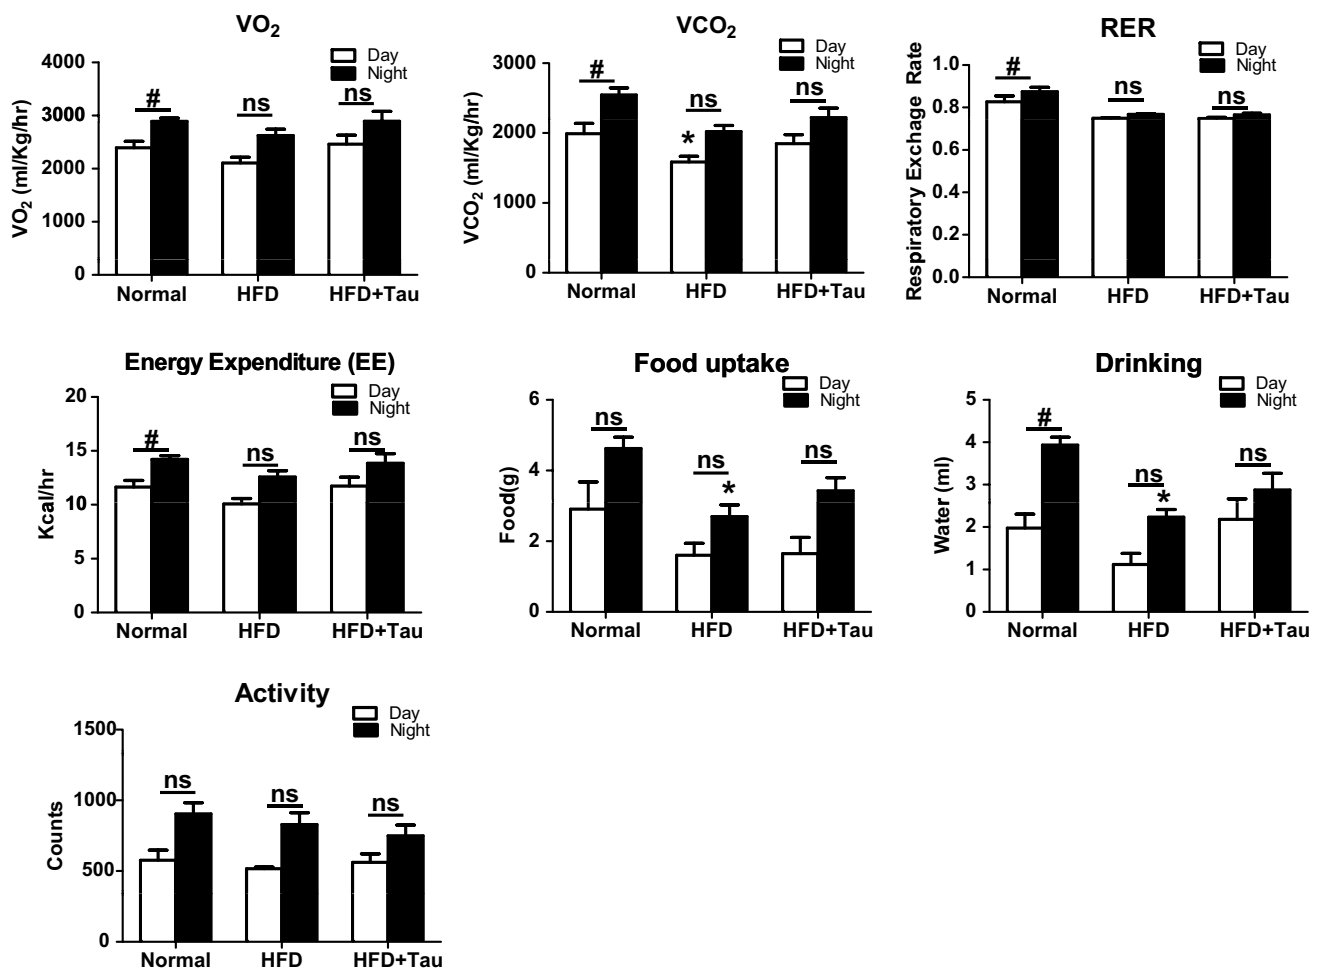 VO2
Day
Night
VO2 (ml/Kg/hr)
4000
3000
2000
1000
0
#
ns
ns
Normal HFD HFD+Tau
VCO2
Day
Night
VCO2 (ml/Kg/hr)
3000
2000
1000
0
#
ns
ns
*
Normal HFD HFD+Tau
RER
Day
Night
Respiratory Exchage Rate
1.0
0.8
0.6
0.4
0.2
0.0
#
ns
ns
Normal HFD HFD+Tau
Energy Expenditure (EE)
Day
Night
Kcal/hr
20
15
10
5
0
#
ns
ns
Normal HFD HFD+Tau
Food uptake
Day
Night
Food(g)
6
4
2
0
ns
ns
*
ns
Normal HFD HFD+Tau
Drinking
Day
Night
Water (ml)
5
4
3
2
1
0
#
ns
*
ns
Normal HFD HFD+Tau
Activity
Day
Night
Counts
1500
1000
500
0
ns
ns
ns
Normal HFD HFD+Tau